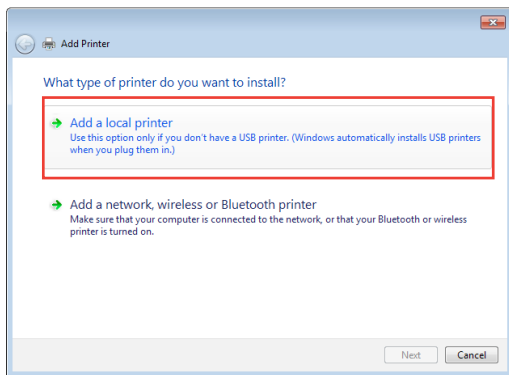 Add Printer
What type of printer do you want to install?
Add a local printer
Use this option only if you don't have a USB printer. (Windows automatically installs USB printers
when you plug them in.)
Add a network, wireless or Bluetooth printer
Make sure that your computer is connected to the network, or that your Bluetooth or wireless
printer is turned on.
Next Cancel